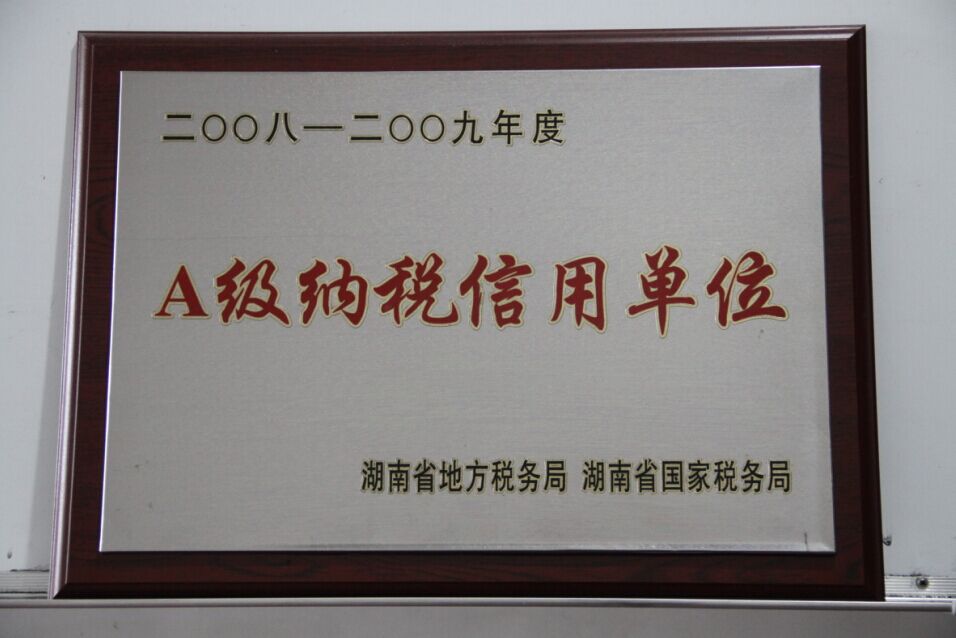 二〇〇八一二〇〇九年度
A级纳税信用单位
湖南省地方税务局 湖南省国家税务局